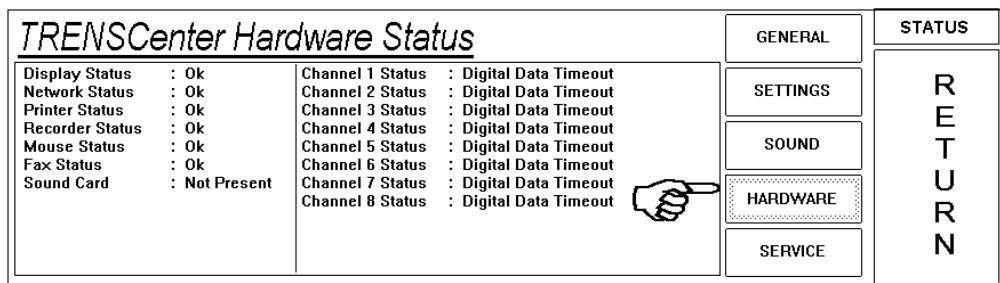 TRENSCenter Hardware Status
Display Status : Ok
Network Status : Ok
Printer Status : Ok
Recorder Status : Ok
Mouse Status : Ok
Fax Status : Ok
Sound Card : Not Present
Channel 1 Status : Digital Data Timeout
Channel 2 Status : Digital Data Timeout
Channel 3 Status : Digital Data Timeout
Channel 4 Status : Digital Data Timeout
Channel 5 Status : Digital Data Timeout
Channel 6 Status : Digital Data Timeout
Channel 7 Status : Digital Data Timeout
Channel 8 Status : Digital Data Timeout
GENERAL
SETTINGS
SOUND
HARDWARE
SERVICE
STATUS
RETURN